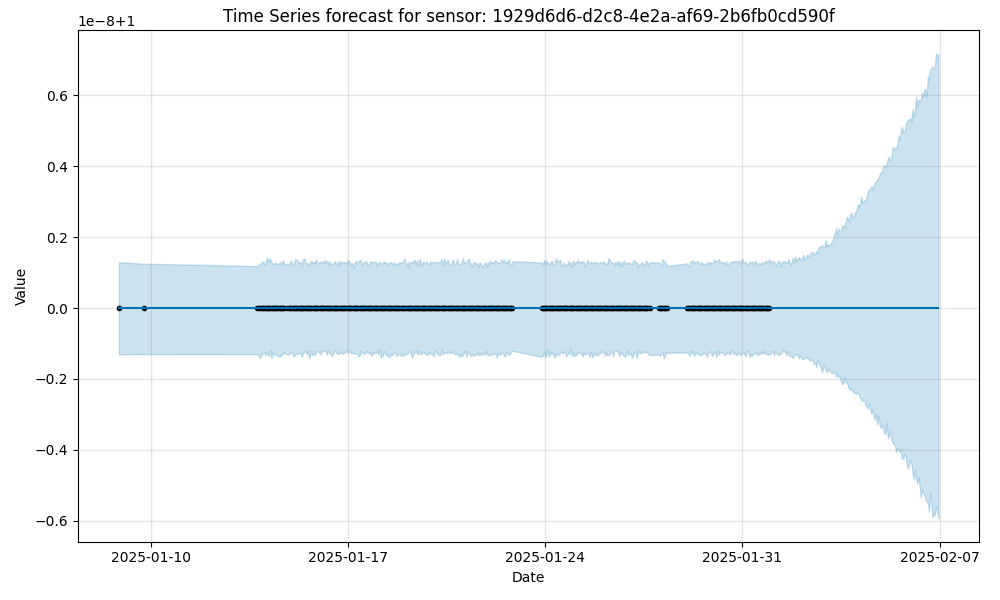 Time Series forecast for sensor: 1929d6d6-d2c8-4e2a-af69-2b6fb0cd590f
1e−8+1
0.6
0.4
0.2
0.0
−0.2
−0.4
−0.6
Value
2025-01-10 2025-01-17 2025-01-24 2025-01-31 2025-02-07
Date